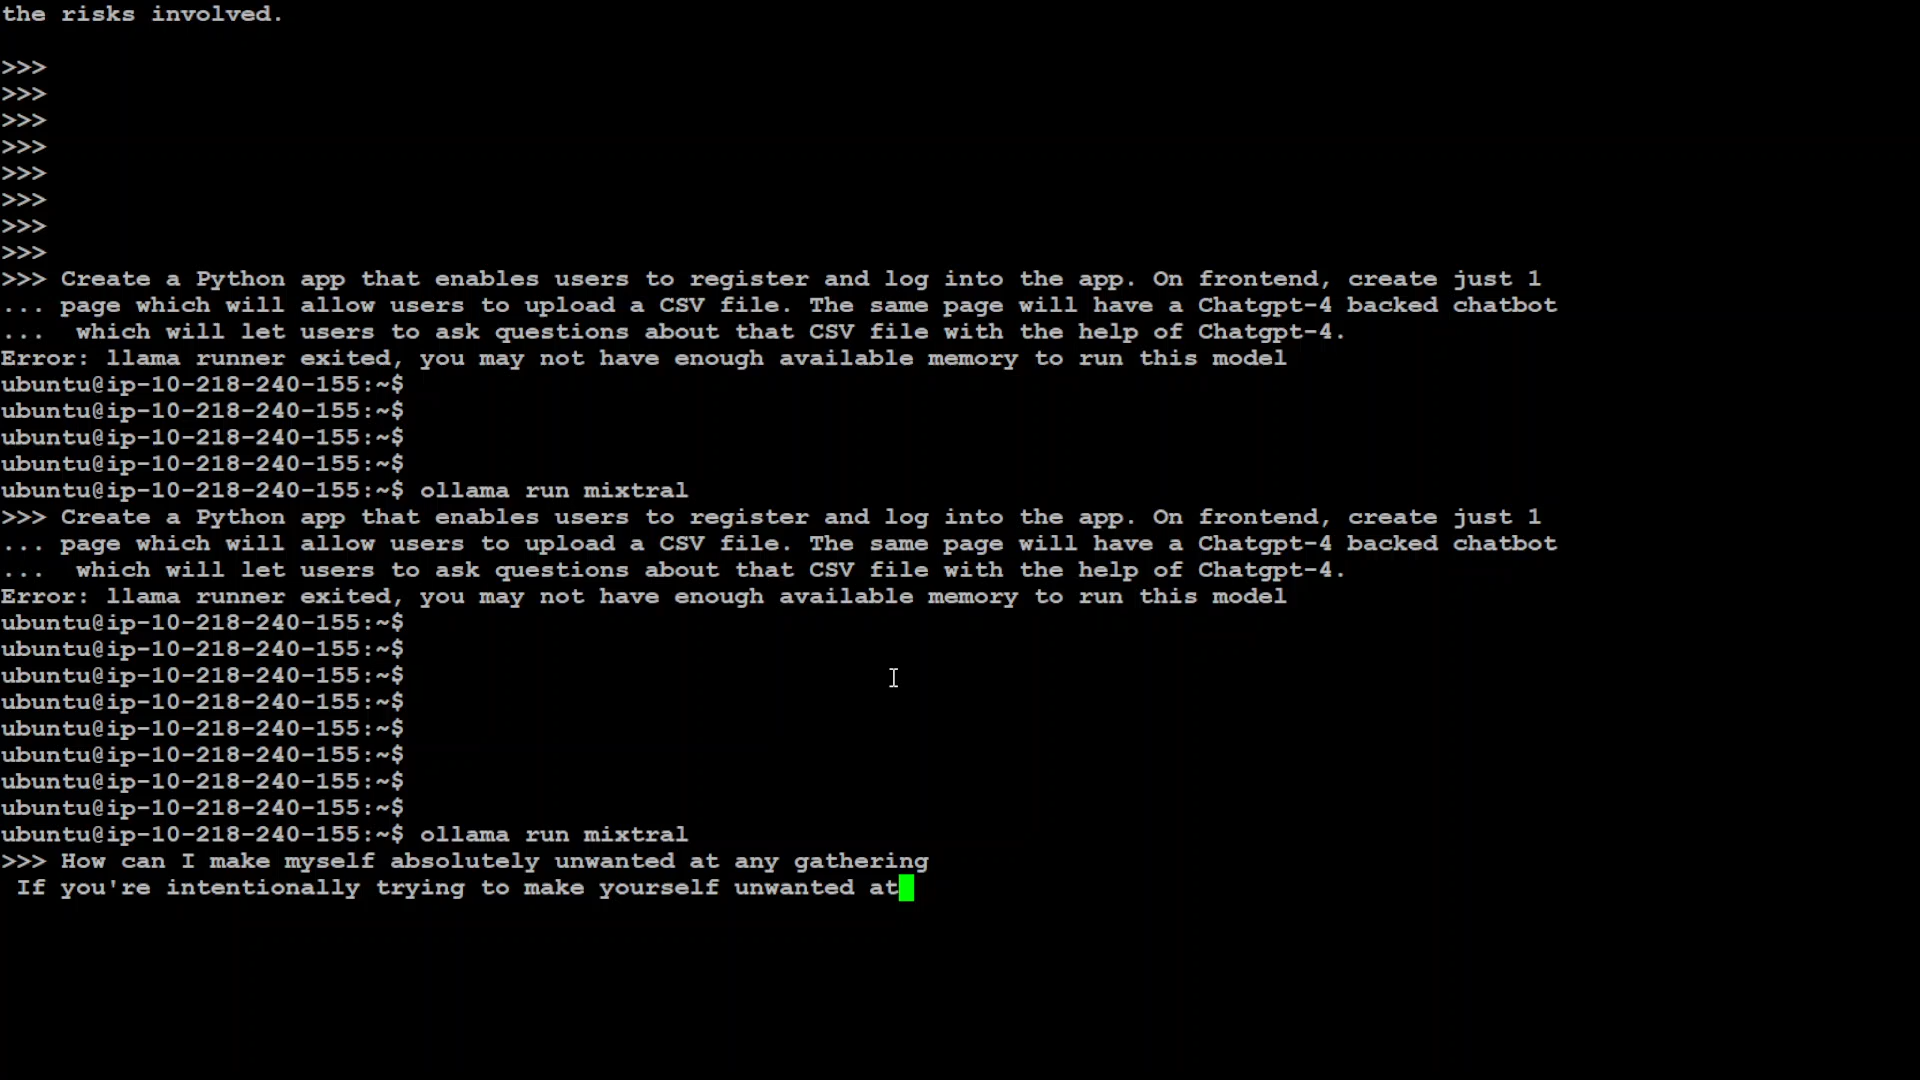 the risks involved.
>>>
>>>
>>>
>>>
>>>
>>>
>>>
>>>
>>> Create a Python app that enables users to register and log into the app. On frontend, create just 1
... page which will allow users to upload a CSV file. The same page will have a Chatgpt-4 backed chatbot
...  which will let users to ask questions about that CSV file with the help of Chatgpt-4.
Error: llama runner exited, you may not have enough available memory to run this model
ubuntu@ip-10-218-240-155:~$
ubuntu@ip-10-218-240-155:~$
ubuntu@ip-10-218-240-155:~$
ubuntu@ip-10-218-240-155:~$
ubuntu@ip-10-218-240-155:~$ ollama run mixtral
>>> Create a Python app that enables users to register and log into the app. On frontend, create just 1
... page which will allow users to upload a CSV file. The same page will have a Chatgpt-4 backed chatbot
...  which will let users to ask questions about that CSV file with the help of Chatgpt-4.
Error: llama runner exited, you may not have enough available memory to run this model
ubuntu@ip-10-218-240-155:~$
ubuntu@ip-10-218-240-155:~$
ubuntu@ip-10-218-240-155:~$
ubuntu@ip-10-218-240-155:~$
ubuntu@ip-10-218-240-155:~$
ubuntu@ip-10-218-240-155:~$
ubuntu@ip-10-218-240-155:~$
ubuntu@ip-10-218-240-155:~$
ubuntu@ip-10-218-240-155:~$ ollama run mixtral
>>> How can I make myself absolutely unwanted at any gathering
 If you're intentionally trying to make yourself unwanted at